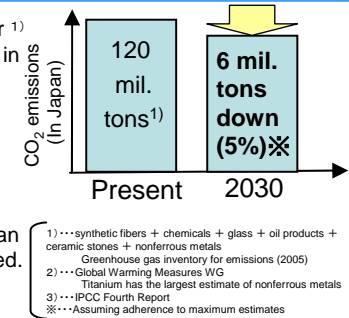 r 1)
in
CO2 emissions
(In Japan)
120
mil.
tons1)
6 mil.
tons
down
(5%)※
Present
2030
an
ed.
1)･･･synthetic fibers + chemicals + glass + oil products +
ceramic stones + nonferrous metals
Greenhouse gas inventory for emissions (2005)
2)･･･Global Warming Measures WG
Titanium has the largest estimate of nonferrous metals
3)･･･IPCC Fourth Report
※･･･Assuming adherence to maximum estimates